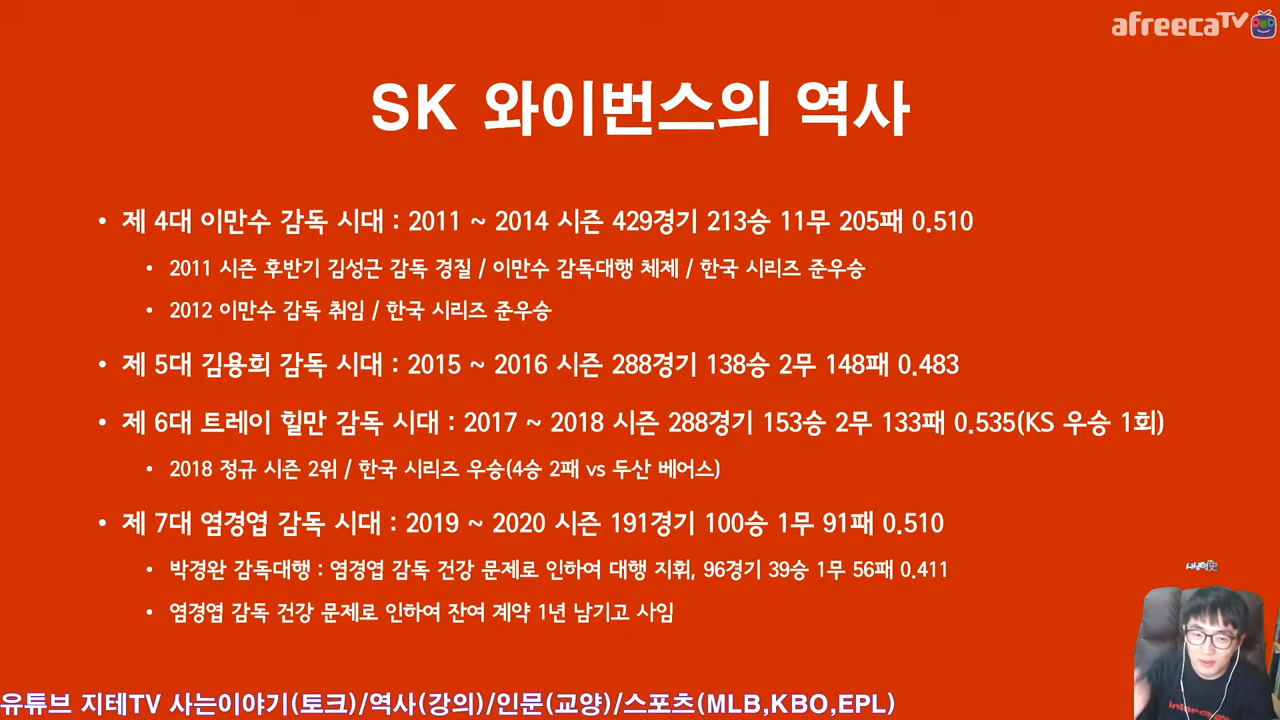 afreecaTV
SK 와이번스의 역사
• 제 4대 이만수 감독 시대 : 2011 ~ 2014 시즌 429경기 213승 11무 205패 0.510
• 2011 시즌 후반기 김성근 감독 경질 / 이만수 감독대행 체제 / 한국 시리즈 준우승
• 2012 이만수 감독 취임 / 한국 시리즈 준우승
• 제 5대 김용희 감독 시대 : 2015 ~ 2016 시즌 288경기 138승 2무 148패 0.483
• 제 6대 트레이 힐만 감독 시대 : 2017 ~ 2018 시즌 288경기 153승 2무 133패 0.535(KS 우승 1회)
• 2018 정규 시즌 2위 / 한국 시리즈 우승(4승 2패 vs 두산 베어스)
• 제 7대 염경엽 감독 시대 : 2019 ~ 2020 시즌 191경기 100승 1무 91패 0.510
• 박경완 감독대행 : 염경엽 감독 건강 문제로 인하여 대행 지휘, 96경기 39승 1무 56패 0.411
• 염경엽 감독 건강 문제로 인하여 잔여 계약 1년 남기고 사임
유튜브 지테TV 사는이야기(토크)/역사(강의)/인문(교양)/스포츠(MLB,KBO,EPL)